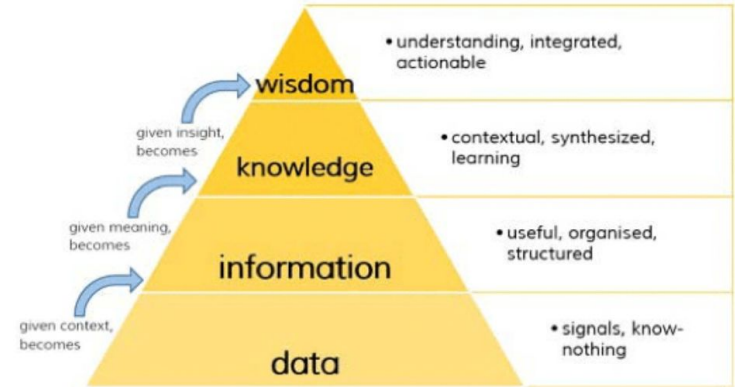 • understanding, integrated,
actionable
wisdom
given insight,
becomes
• contextual, synthesized,
learning
knowledge
given meaning,
becomes
• useful, organised,
structured
information
given context,
becomes
• signals, know-
nothing
data